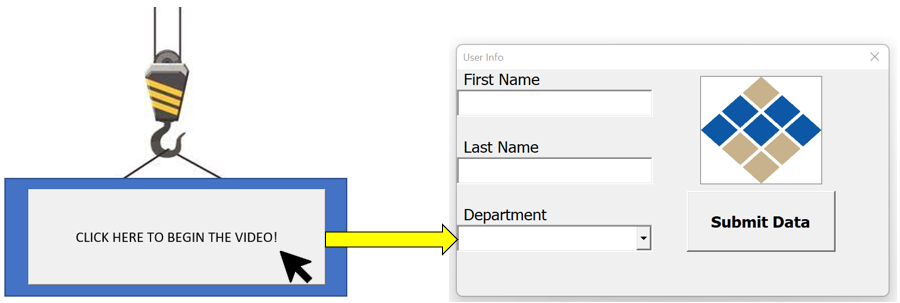 CLICK HERE TO BEGIN THE VIDEO!
User Info
First Name
Last Name
Department
Submit Data